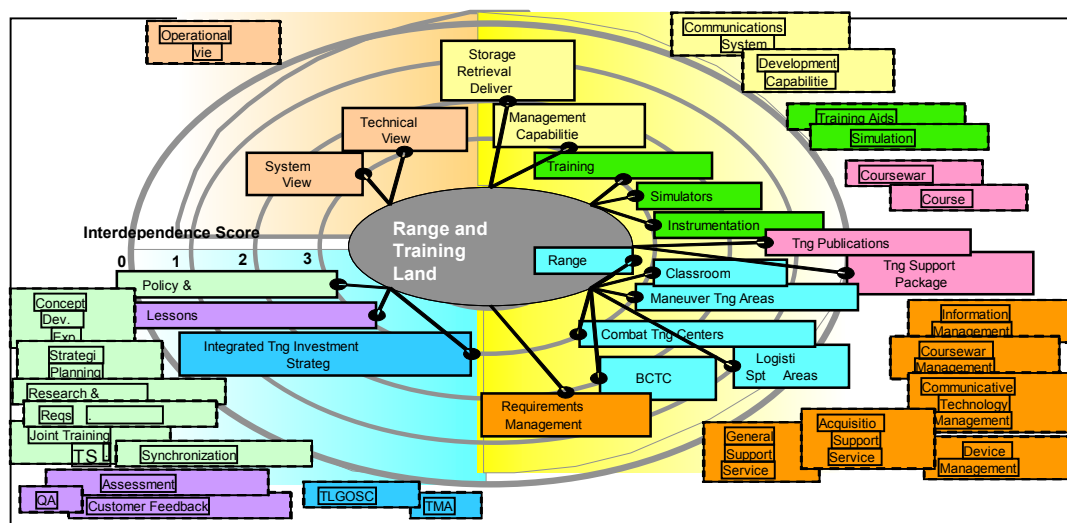 Operational
vie
Communications
System
Development
Capabilitie
Storage
Retrieval
Deliver
Management
Capabilitie
Technical
View
System
View
Training Aids
Simulation
Training
Simulators
Instrumentation
Coursewar
Course
Tng Publications
Tng Support
Package
Range and
Training
Land
Interdependence Score
0 1 2 3
Range
Classroom
Maneuver Tng Areas
Combat Tng Centers
Logisti
Spt Areas
BCTC
Requirements
Management
Policy &
Lessons
Integrated Tng Investment
Strateg
Concept
Dev.
Exp
Strategi
Planning
Research &
Reqs
Joint Training
TS
Synchronization
Assessment
QA
Customer Feedback
TLGOSC
TMA
Information
Management
Coursewar
Management
Communicative
Technology
Management
Device
Management
Acquisitio
Support
Service
General
Support
Service